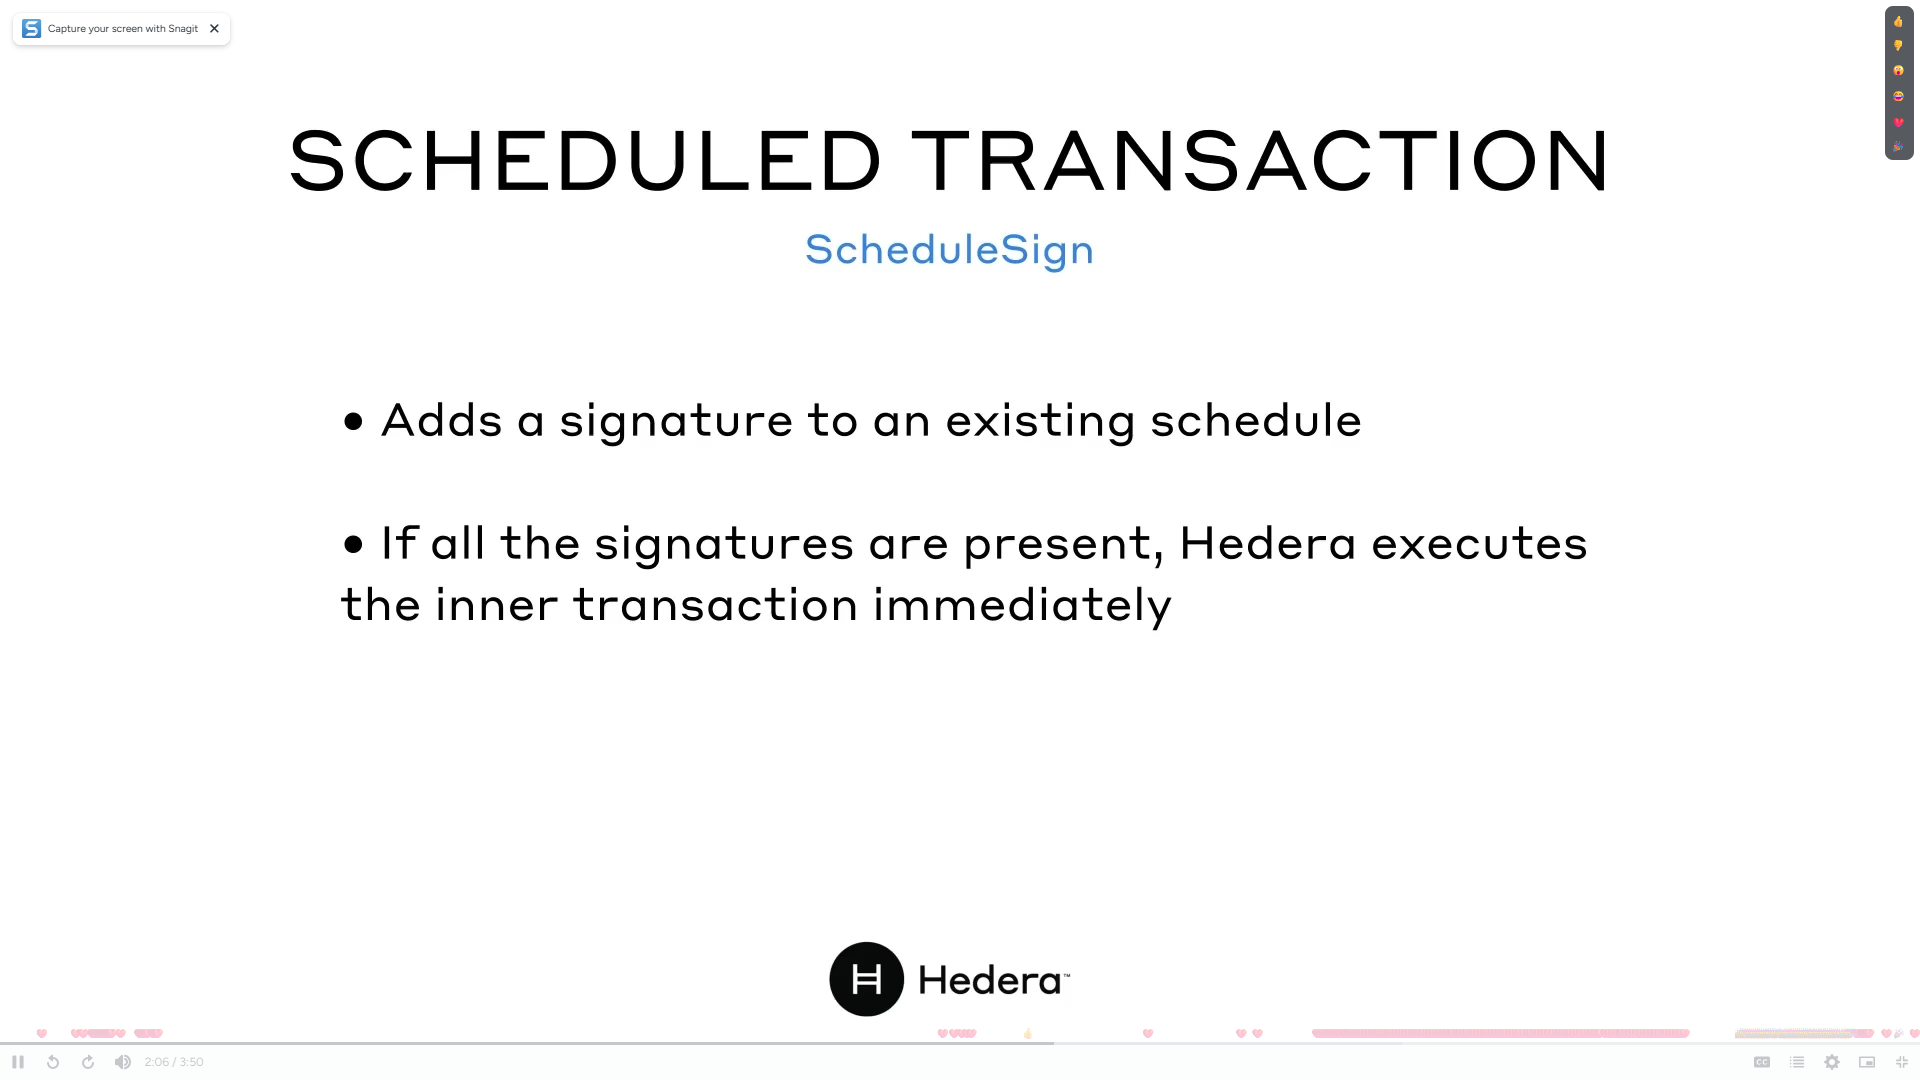 Capture your screen with Snagit
SCHEDULED TRANSACTION
ScheduleSign
• Adds a signature to an existing schedule
• If all the signatures are present, Hedera executes
the inner transaction immediately
H Hedera™
2:06 / 3:50
CC